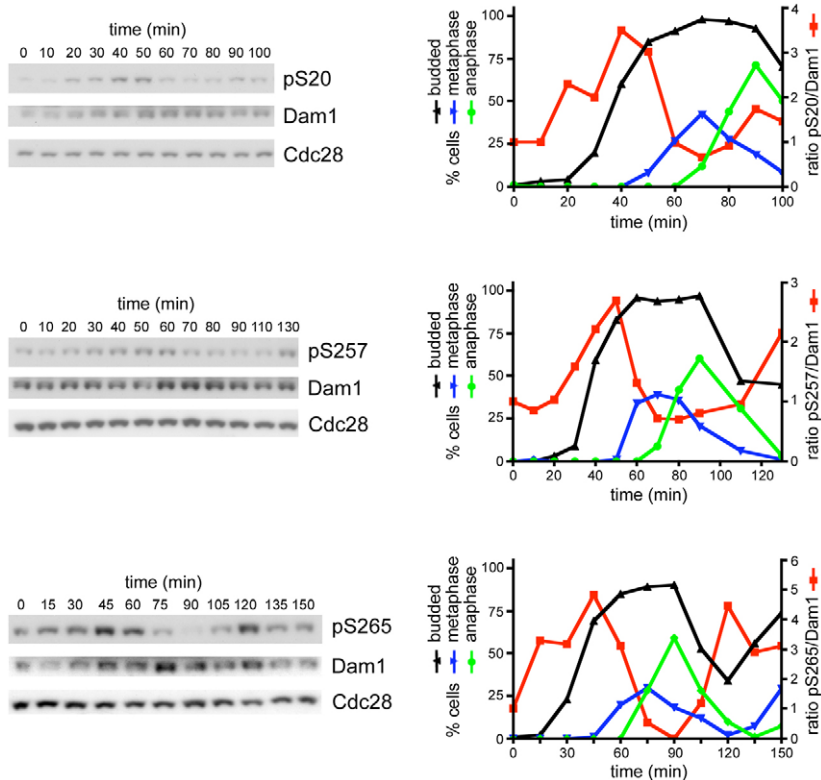 time (min)
0 10 20 30 40 50 60 70 80 90 100
pS20
Dam1
Cdc28
% cells
budded
metaphase
anaphase
100
75
50
25
0
0 20 40 60 80 100
time (min)
4
3
2
1
0
ratio pS20/Dam1
time (min)
0 10 20 30 40 50 60 70 80 90 110 130
pS257
Dam1
Cdc28
% cells
budded
metaphase
anaphase
100
75
50
25
0
0 20 40 60 80 100 120
time (min)
3
2
1
0
ratio pS257/Dam1
time (min)
0 15 30 45 60 75 90 105 120 135 150
pS265
Dam1
Cdc28
% cells
budded
metaphase
anaphase
100
75
50
25
0
0 30 60 90 120 150
time (min)
6
5
4
3
2
1
0
ratio pS265/Dam1